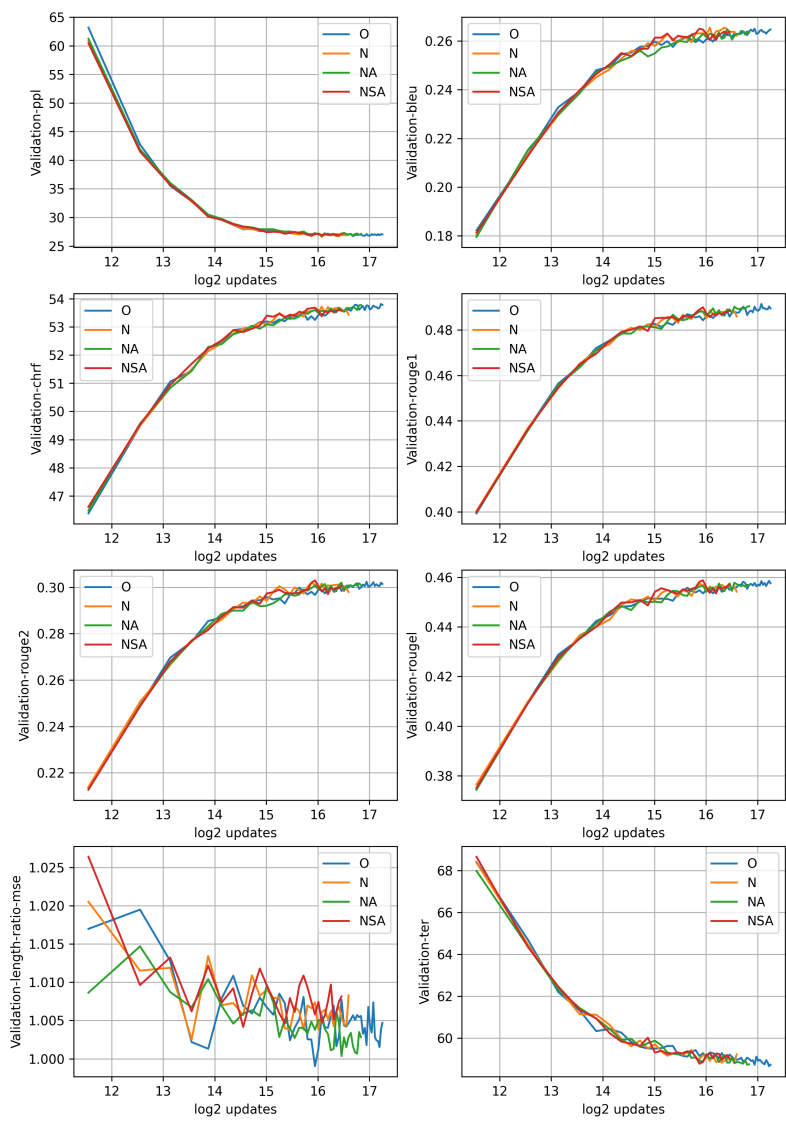 Validation-ppl
65
60
55
50
45
40
35
30
25
O
N
NA
NSA
12 13 14 15 16 17
log2 updates
Validation-bleu
0.26
0.24
0.22
0.20
0.18
O
N
NA
NSA
12 13 14 15 16 17
log2 updates
Validation-chrf
54
53
52
51
50
49
48
47
O
N
NA
NSA
12 13 14 15 16 17
log2 updates
Validation-rouge1
0.48
0.46
0.44
0.42
0.40
O
N
NA
NSA
12 13 14 15 16 17
log2 updates
Validation-rouge2
0.30
0.28
0.26
0.24
0.22
O
N
NA
NSA
12 13 14 15 16 17
log2 updates
Validation-rougel
0.46
0.44
0.42
0.40
0.38
O
N
NA
NSA
12 13 14 15 16 17
log2 updates
Validation-length-ratio-mse
1.025
1.020
1.015
1.010
1.005
1.000
O
N
NA
NSA
12 13 14 15 16 17
log2 updates
Validation-ter
68
66
64
62
60
O
N
NA
NSA
12 13 14 15 16 17
log2 updates